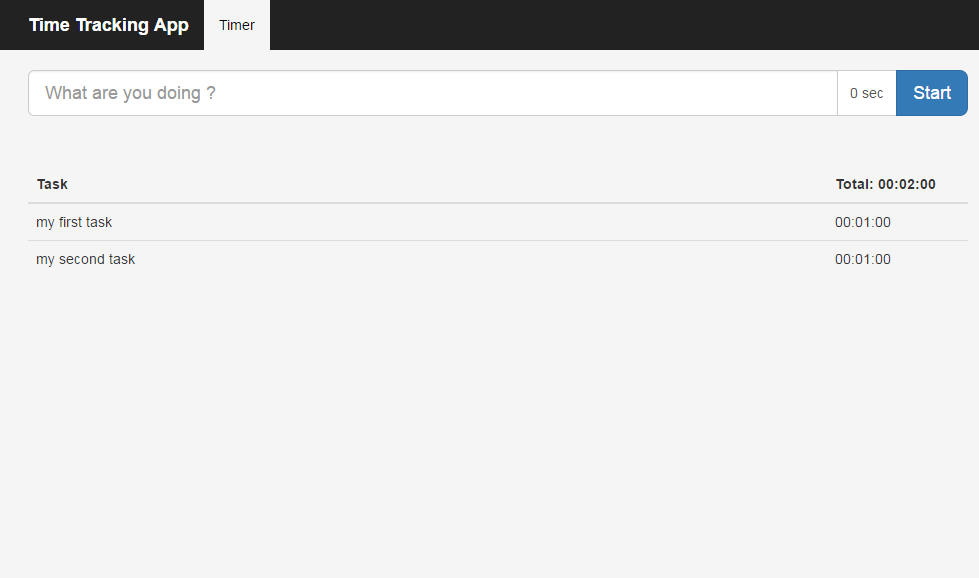 Time Tracking App Timer
What are you doing ? 0 sec Start
Task Total: 00:02:00
my first task 00:01:00
my second task 00:01:00